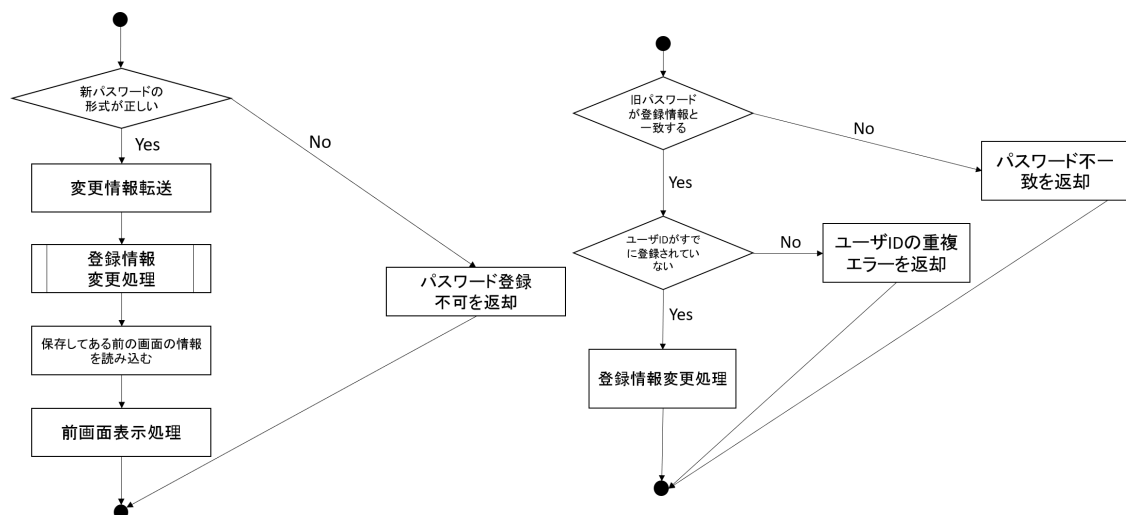 新パスワードの
形式が正しい
Yes
No
変更情報転送
登録情報
変更処理
パスワード登録
不可を返却
保存してある前の画面の情報
を読み込む
前画面表示処理
旧パスワード
が登録情報と
一致する
No
パスワード不一
致を返却
Yes
ユーザIDがすで
に登録されてい
ない
No
ユーザIDの重複
エラーを返却
Yes
登録情報変更処理